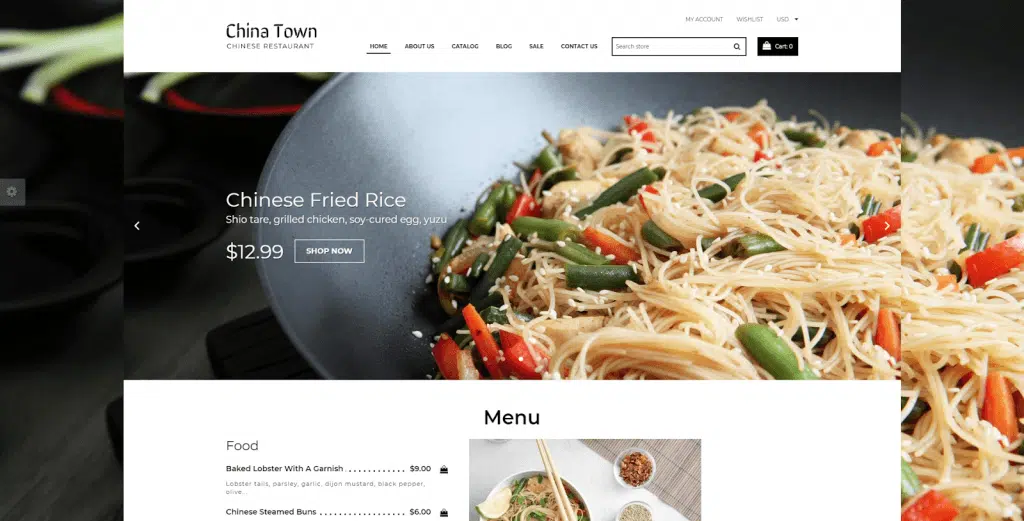 MY ACCOUNT WISHLIST USD
China Town
CHINESE RESTAURANT
HOME ABOUT US CATALOG BLOG SALE CONTACT US Search store Cart: 0
Chinese Fried Rice
Shio tare, grilled chicken, soy-cured egg, yuzu
$12.99 SHOP NOW
Menu
Food
Baked Lobster With A Garnish . . . . . . . . . . . . $9.00
Lobster tails, parsley, garlic, dijon mustard, black pepper,
olive...
Chinese Steamed Buns . . . . . . . . . . . . . . . . $6.00